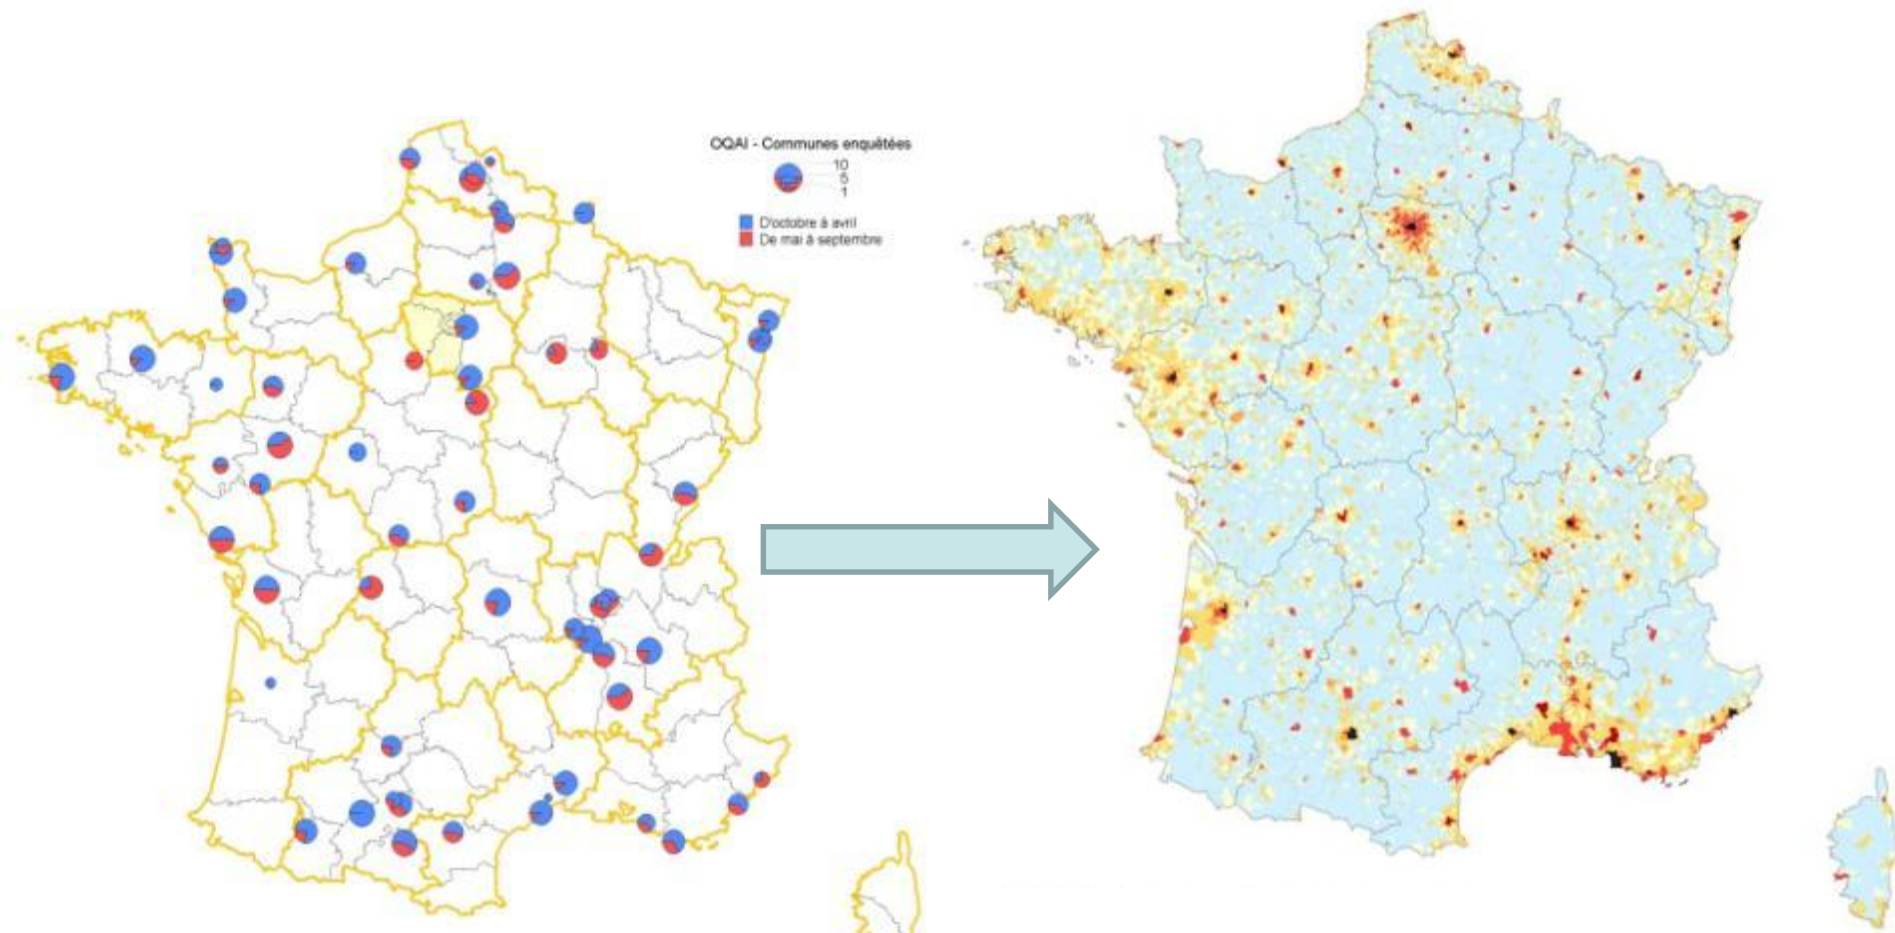 OQAI - Communes enquêtées
10
5
1
D'octobre à avril
De mai à septembre